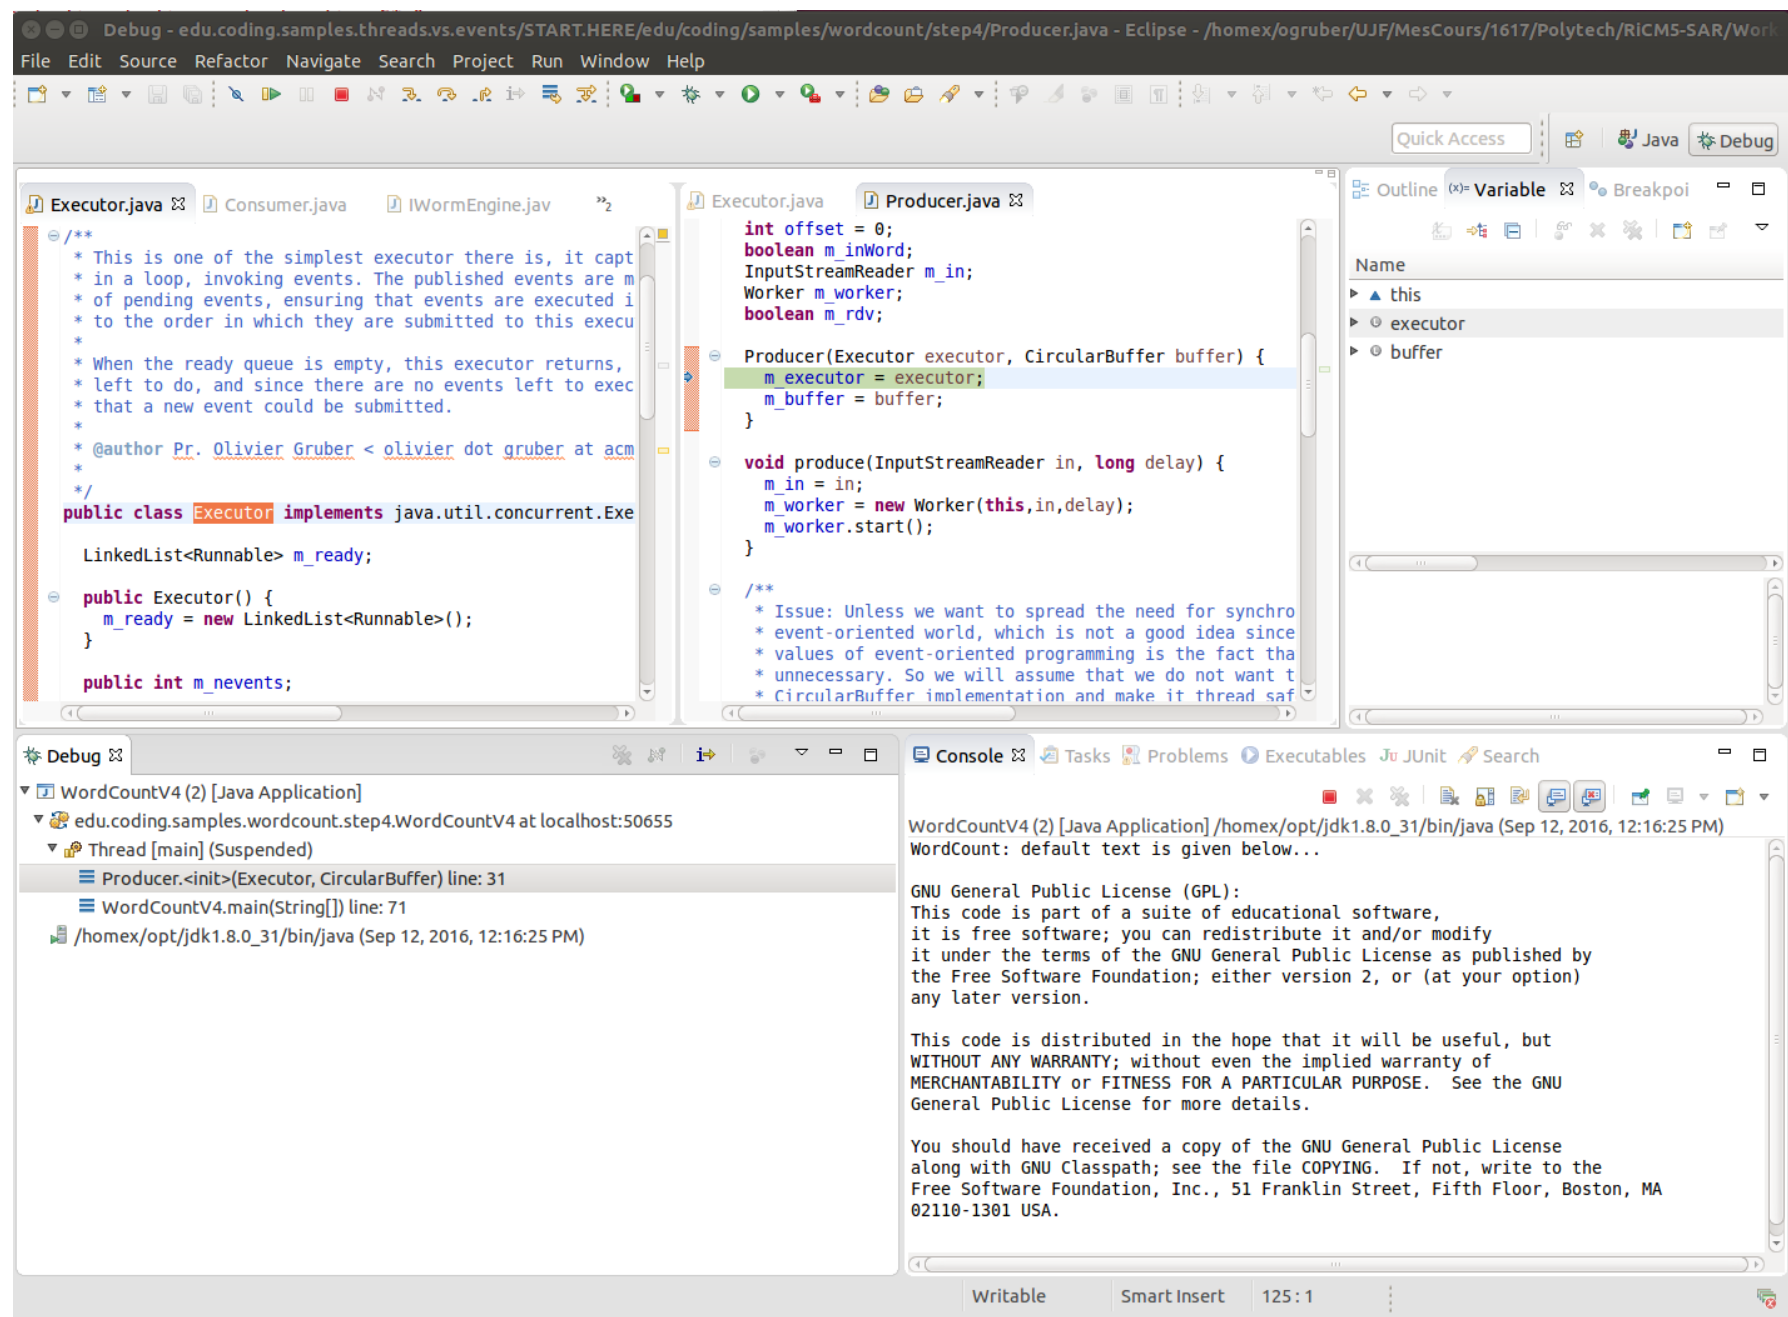 Debug - edu.coding.samples.threads.vs.events/START.HERE/edu/coding/samples/wordcount/step4/Producer.java - Eclipse - /homex/ogruber/UJF/MesCours/1617/Polytech/RiCM5-SAR/Work
File Edit Source Refactor Navigate Search Project Run Window Help
Quick Access
Java
Debug
Executor.java
Consumer.java
IWormEngine.jav
»2
/**
* This is one of the simplest executor there is, it capt
* in a loop, invoking events. The published events are m
* of pending events, ensuring that events are executed i
* to the order in which they are submitted to this execu
*
* When the ready queue is empty, this executor returns,
* left to do, and since there are no events left to exec
* that a new event could be submitted.
*
* @author Pr. Olivier Gruber < olivier dot gruber at acm
*
*/
public class Executor implements java.util.concurrent.Exe
LinkedList<Runnable> m_ready;
public Executor() {
m_ready = new LinkedList<Runnable>();
}
public int m_nevents;
Executor.java
Producer.java
int offset = 0;
boolean m_inWord;
InputStreamReader m_in;
Worker m_worker;
boolean m_rdv;
Producer(Executor executor, CircularBuffer buffer) {
m_executor = executor;
m_buffer = buffer;
}
void produce(InputStreamReader in, long delay) {
m_in = in;
m_worker = new Worker(this,in,delay);
m_worker.start();
}
/**
* Issue: Unless we want to spread the need for synchro
* event-oriented world, which is not a good idea since
* values of event-oriented programming is the fact tha
* unnecessary. So we will assume that we do not want t
* CircularBuffer implementation and make it thread saf
Outline
(x)= Variable
Breakpoi
Name
this
executor
buffer
Debug
WordCountV4 (2) [Java Application]
edu.coding.samples.wordcount.step4.WordCountV4 at localhost:50655
Thread [main] (Suspended)
Producer.<init>(Executor, CircularBuffer) line: 31
WordCountV4.main(String[]) line: 71
/homex/opt/jdk1.8.0_31/bin/java (Sep 12, 2016, 12:16:25 PM)
Console
Tasks
Problems
Executables
Ju JUnit
Search
WordCountV4 (2) [Java Application] /homex/opt/jdk1.8.0_31/bin/java (Sep 12, 2016, 12:16:25 PM)
WordCount: default text is given below...
GNU General Public License (GPL):
This code is part of a suite of educational software,
it is free software; you can redistribute it and/or modify
it under the terms of the GNU General Public License as published by
the Free Software Foundation; either version 2, or (at your option)
any later version.
This code is distributed in the hope that it will be useful, but
WITHOUT ANY WARRANTY; without even the implied warranty of
MERCHANTABILITY or FITNESS FOR A PARTICULAR PURPOSE.  See the GNU
General Public License for more details.
You should have received a copy of the GNU General Public License
along with GNU Classpath; see the file COPYING.  If not, write to the
Free Software Foundation, Inc., 51 Franklin Street, Fifth Floor, Boston, MA
02110-1301 USA.
Writable
Smart Insert
125 : 1